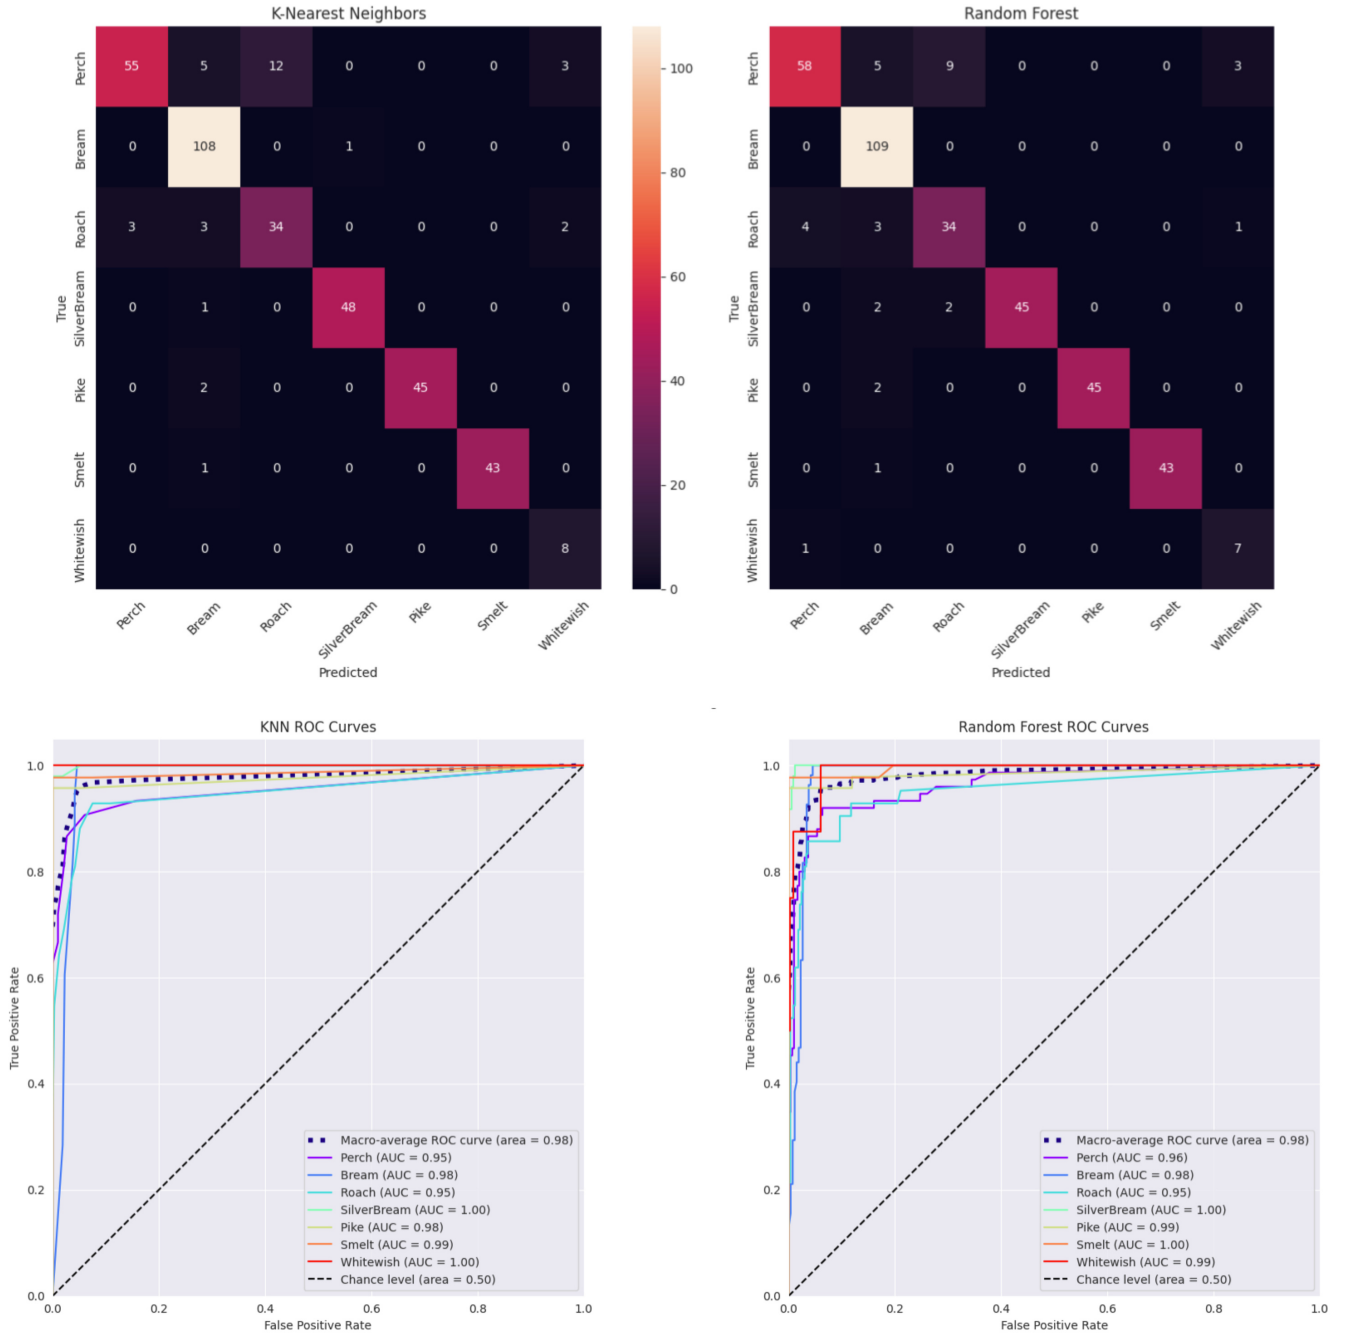 K-Nearest Neighbors
True
Perch 55 5 12 0 0 0 3
Bream 0 108 0 1 0 0 0
Roach 3 3 34 0 0 0 2
SilverBream 0 1 0 48 0 0 0
Pike 0 2 0 0 45 0 0
Smelt 0 1 0 0 0 43 0
Whitewish 0 0 0 0 0 0 8
Perch Bream Roach SilverBream Pike Smelt Whitewish
Predicted
100
80
60
40
20
0
Random Forest
True
Perch 58 5 9 0 0 0 3
Bream 0 109 0 0 0 0 0
Roach 4 3 34 0 0 0 1
SilverBream 0 2 2 45 0 0 0
Pike 0 2 0 0 45 0 0
Smelt 0 1 0 0 0 43 0
Whitewish 1 0 0 0 0 0 7
Perch Bream Roach SilverBream Pike Smelt Whitewish
Predicted
KNN ROC Curves
True Positive Rate
1.0
0.8
0.6
0.4
0.2
0.0
Macro-average ROC curve (area = 0.98)
Perch (AUC = 0.95)
Bream (AUC = 0.98)
Roach (AUC = 0.95)
SilverBream (AUC = 1.00)
Pike (AUC = 0.98)
Smelt (AUC = 0.99)
Whitewish (AUC = 1.00)
Chance level (area = 0.50)
0.0 0.2 0.4 0.6 0.8 1.0
False Positive Rate
Random Forest ROC Curves
True Positive Rate
1.0
0.8
0.6
0.4
0.2
0.0
Macro-average ROC curve (area = 0.98)
Perch (AUC = 0.96)
Bream (AUC = 0.98)
Roach (AUC = 0.95)
SilverBream (AUC = 1.00)
Pike (AUC = 0.99)
Smelt (AUC = 1.00)
Whitewish (AUC = 0.99)
Chance level (area = 0.50)
0.0 0.2 0.4 0.6 0.8 1.0
False Positive Rate